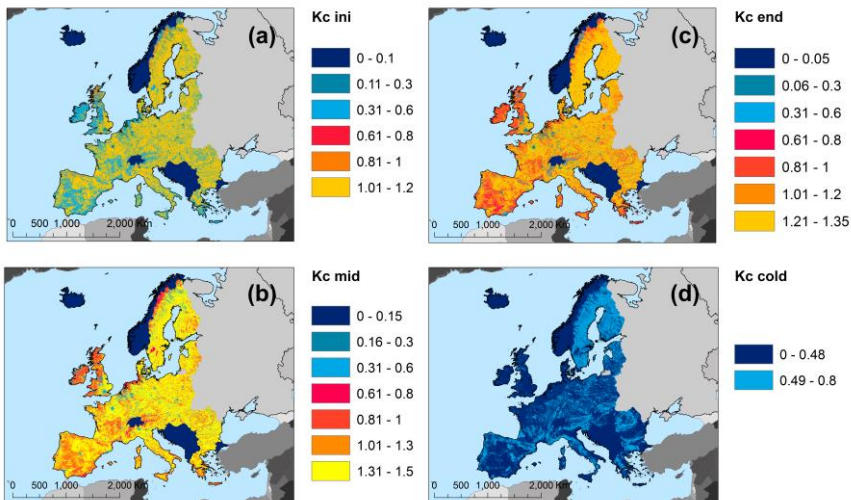 Kc ini
(a)
0 - 0.1
0.11 - 0.3
0.31 - 0.6
0.61 - 0.8
0.81 - 1
1.01 - 1.2
0 500 1,000 2,000 Km
Kc end
(c)
0 - 0.05
0.06 - 0.3
0.31 - 0.6
0.61 - 0.8
0.81 - 1
1.01 - 1.2
1.21 - 1.35
0 500 1,000 2,000 Km
Kc mid
(b)
0 - 0.15
0.16 - 0.3
0.31 - 0.6
0.61 - 0.8
0.81 - 1
1.01 - 1.3
1.31 - 1.5
0 500 1,000 2,000 Km
Kc cold
(d)
0 - 0.48
0.49 - 0.8
0 500 1,000 2,000 Km